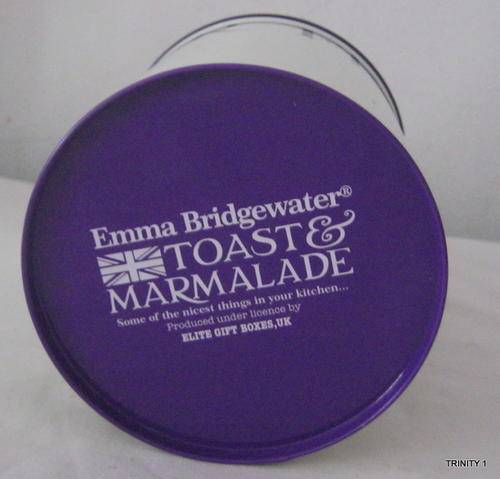 Emma Bridgewater®
TOAST &
MARMALADE
Some of the nicest things in your kitchen...
Produced under licence by
ELITE GIFT BOXES,UK
TRINITY 1